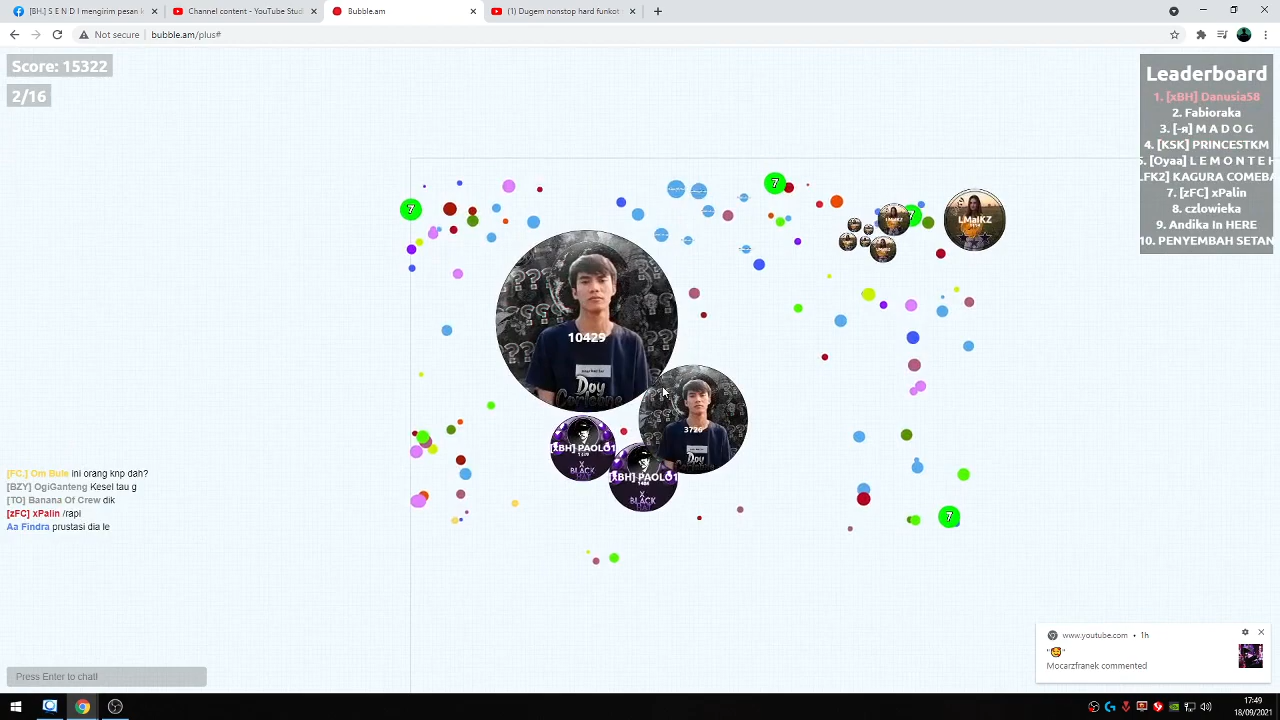 [BH.] S E N D I mengirim pesan k
Channel content - YouTube Stud
Bubble.am
(1) Dugem nonstop hard funkot
Not secure
bubble.am/plus#
Score: 15322
2/16
Leaderboard
1. [xBH] Danusia58
2. Fabioraka
3. [-я] M A D O G
4. [KSK] PRINCESTKM
5. [Oyaa] L E M O N T E H
LFK2] KAGURA COMEBA
7. [zFC] xPalin
8. czlowieka
9. Andika In HERE
10. PENYEMBAH SETAN
7
7
7
7
LMaIKZ
10429
3726
[XBH] PAOLO1
X BLACK
[XBH] PAOLO1
X
BLACK
HAT
[FC.] Om Bule ini orang knp dah?
[BZY] OgiGanteng Kesel tau g
[TO] Banana Of Crew dik
[zFC] xPalin /rapi
Aa Findra prustasi dia le
Press Enter to chat!
www.youtube.com • 1h
"🤩"
Mocarzfranek commented
17:49
18/09/2021